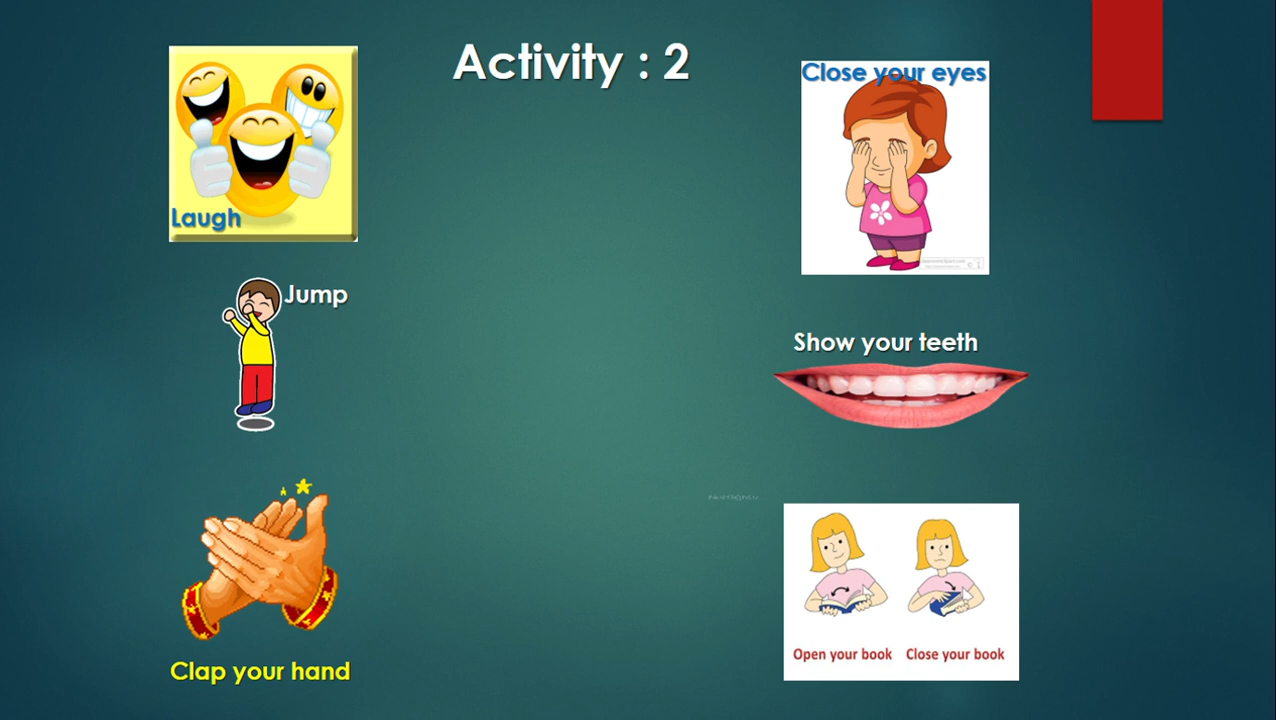 Activity : 2
Laugh
Close your eyes
Jump
Show your teeth
Clap your hand
Open your book
Close your book